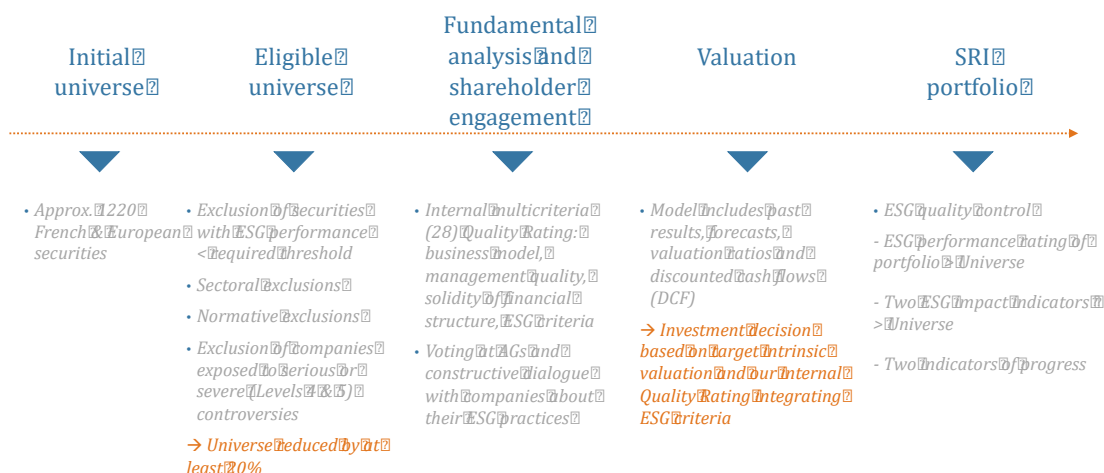 Initial
universe
Eligible
universe
Fundamental
analysis and
shareholder
engagement
Valuation
SRI
portfolio
• Approx. 1220
French & European
securities
• Exclusion of securities
with ESG performance
< required threshold
• Sectoral exclusions
• Normative exclusions
• Exclusion of companies
exposed to serious or
severe (Levels 4 & 5)
controversies
→ Universe reduced by at
least 20%
• Internal multicriteria
(28) Quality Rating:
business model,
management quality,
solidity of financial
structure, ESG criteria
• Voting at AGs and
constructive dialogue
with companies about
their ESG practices
• Model includes past
results, forecasts,
valuation ratios and
discounted cash flows
(DCF)
→ Investment decision
based on target intrinsic
valuation and our internal
Quality Rating integrating
ESG criteria
• ESG quality control
- ESG performance rating of
portfolio > Universe
- Two ESG Impact Indicators
> Universe
- Two Indicators of progress